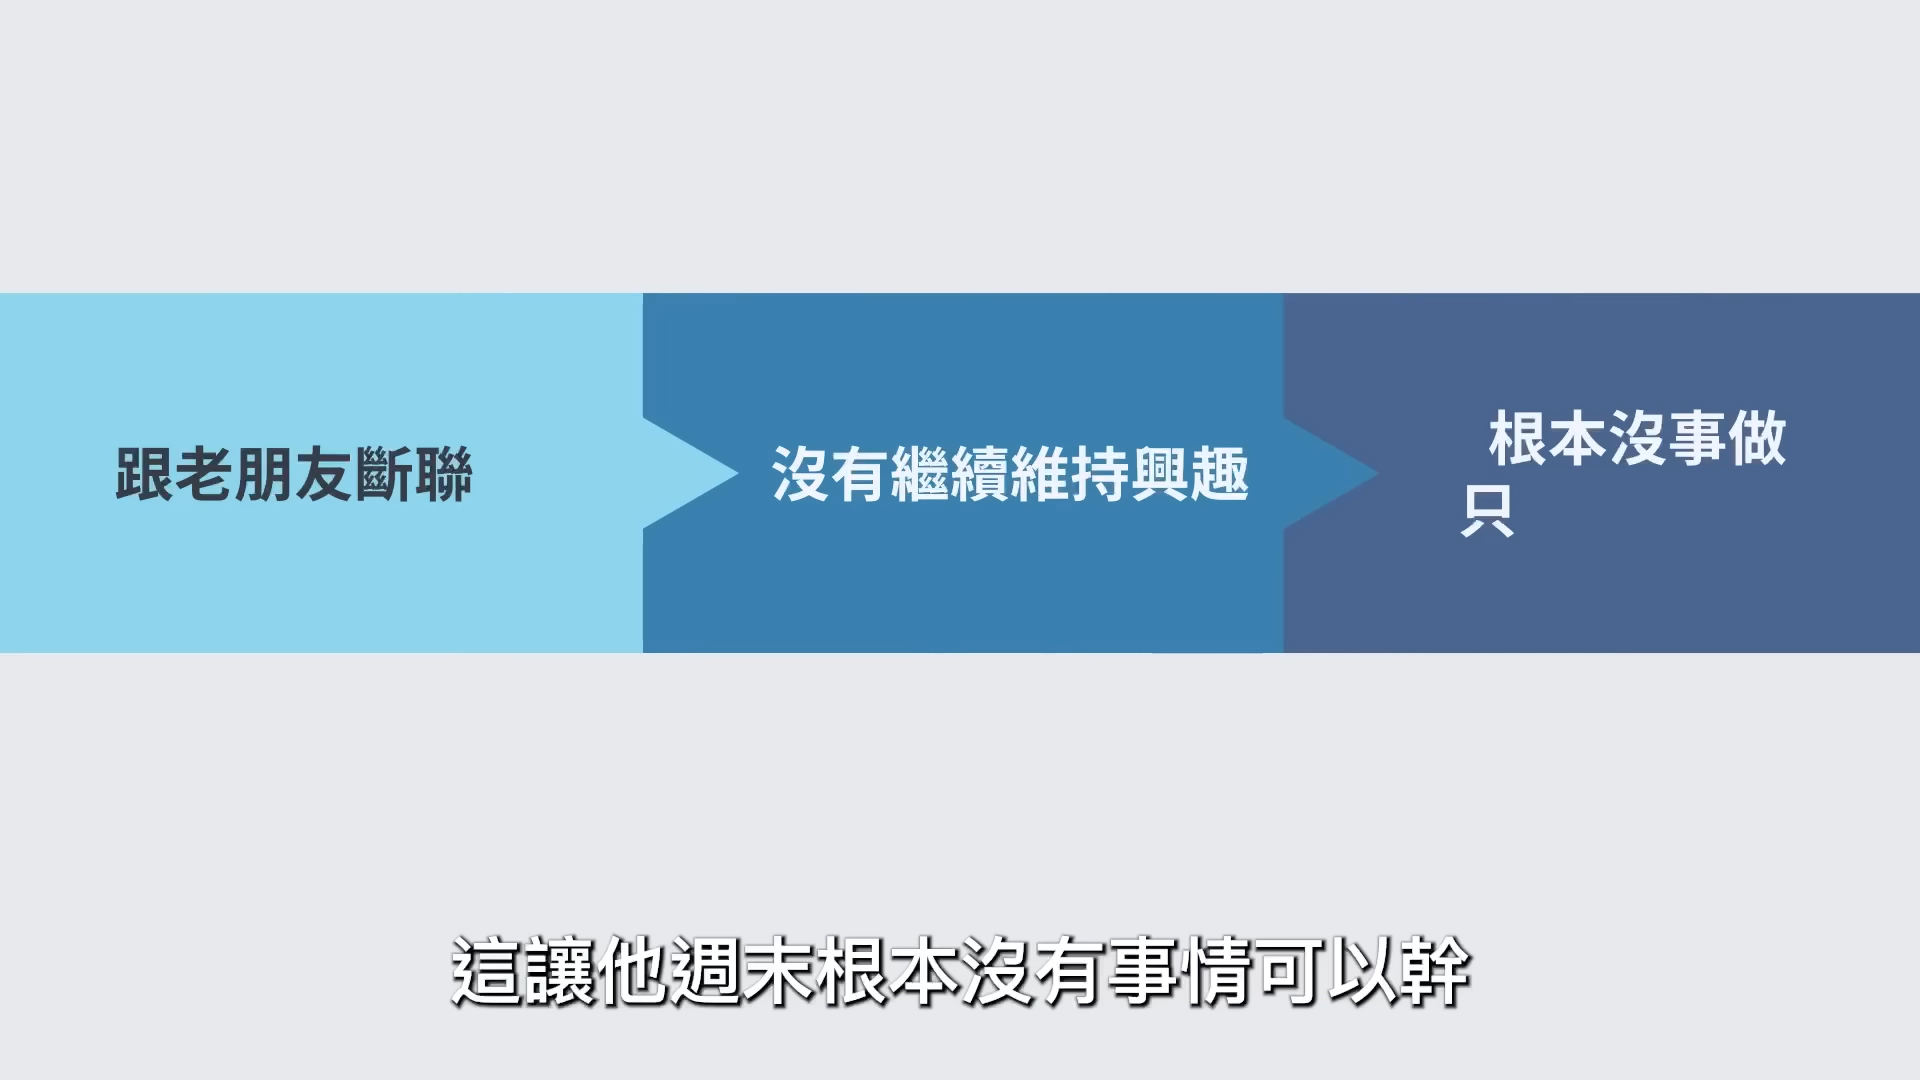 跟老朋友斷聯
沒有繼續維持興趣
根本沒事做
只
這讓他週末根本沒有事情可以幹